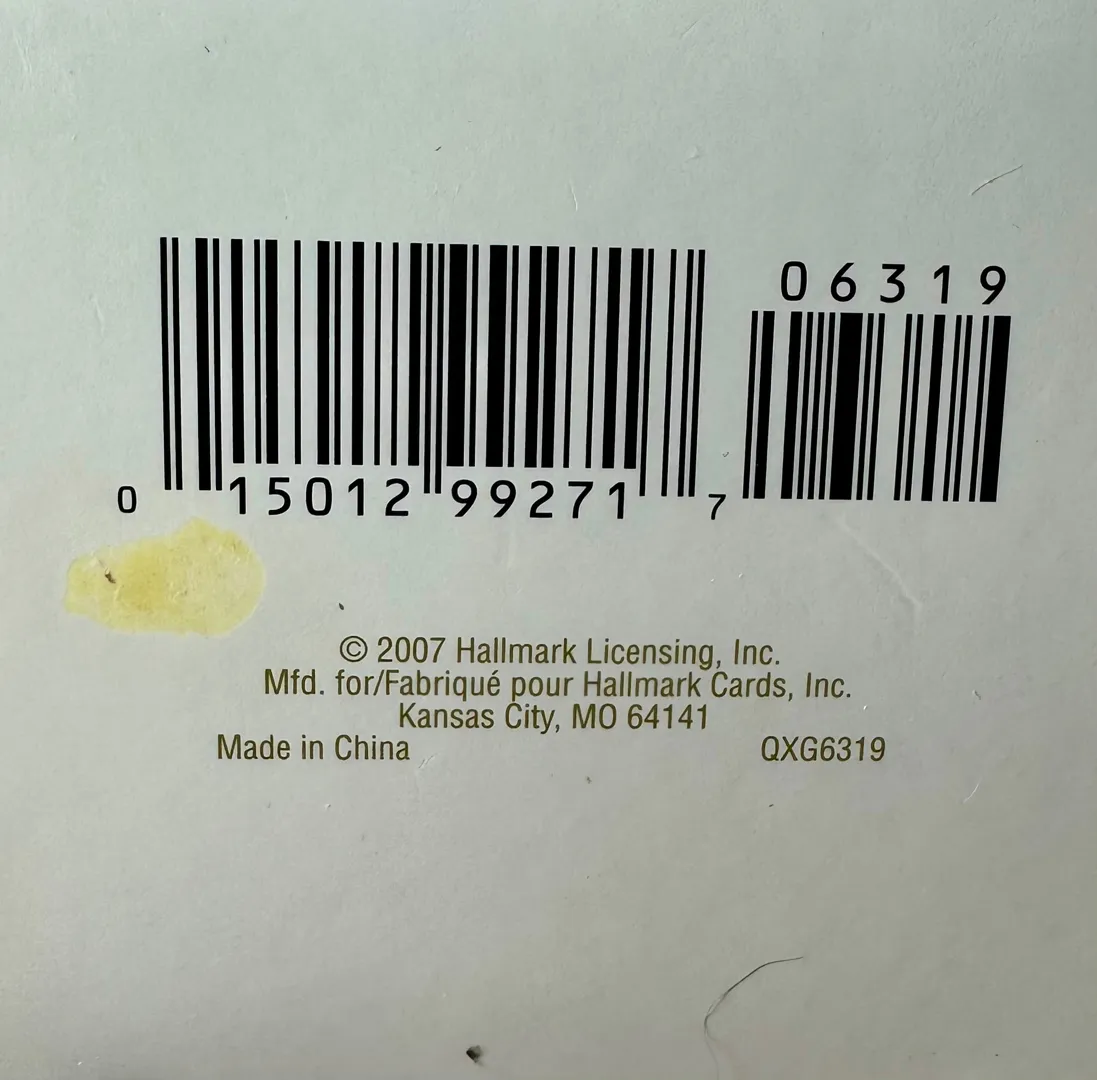 06319
0 15012 99271 7
© 2007 Hallmark Licensing, Inc.
Mfd. for/Fabriqué pour Hallmark Cards, Inc.
Kansas City, MO 64141
Made in China QXG6319